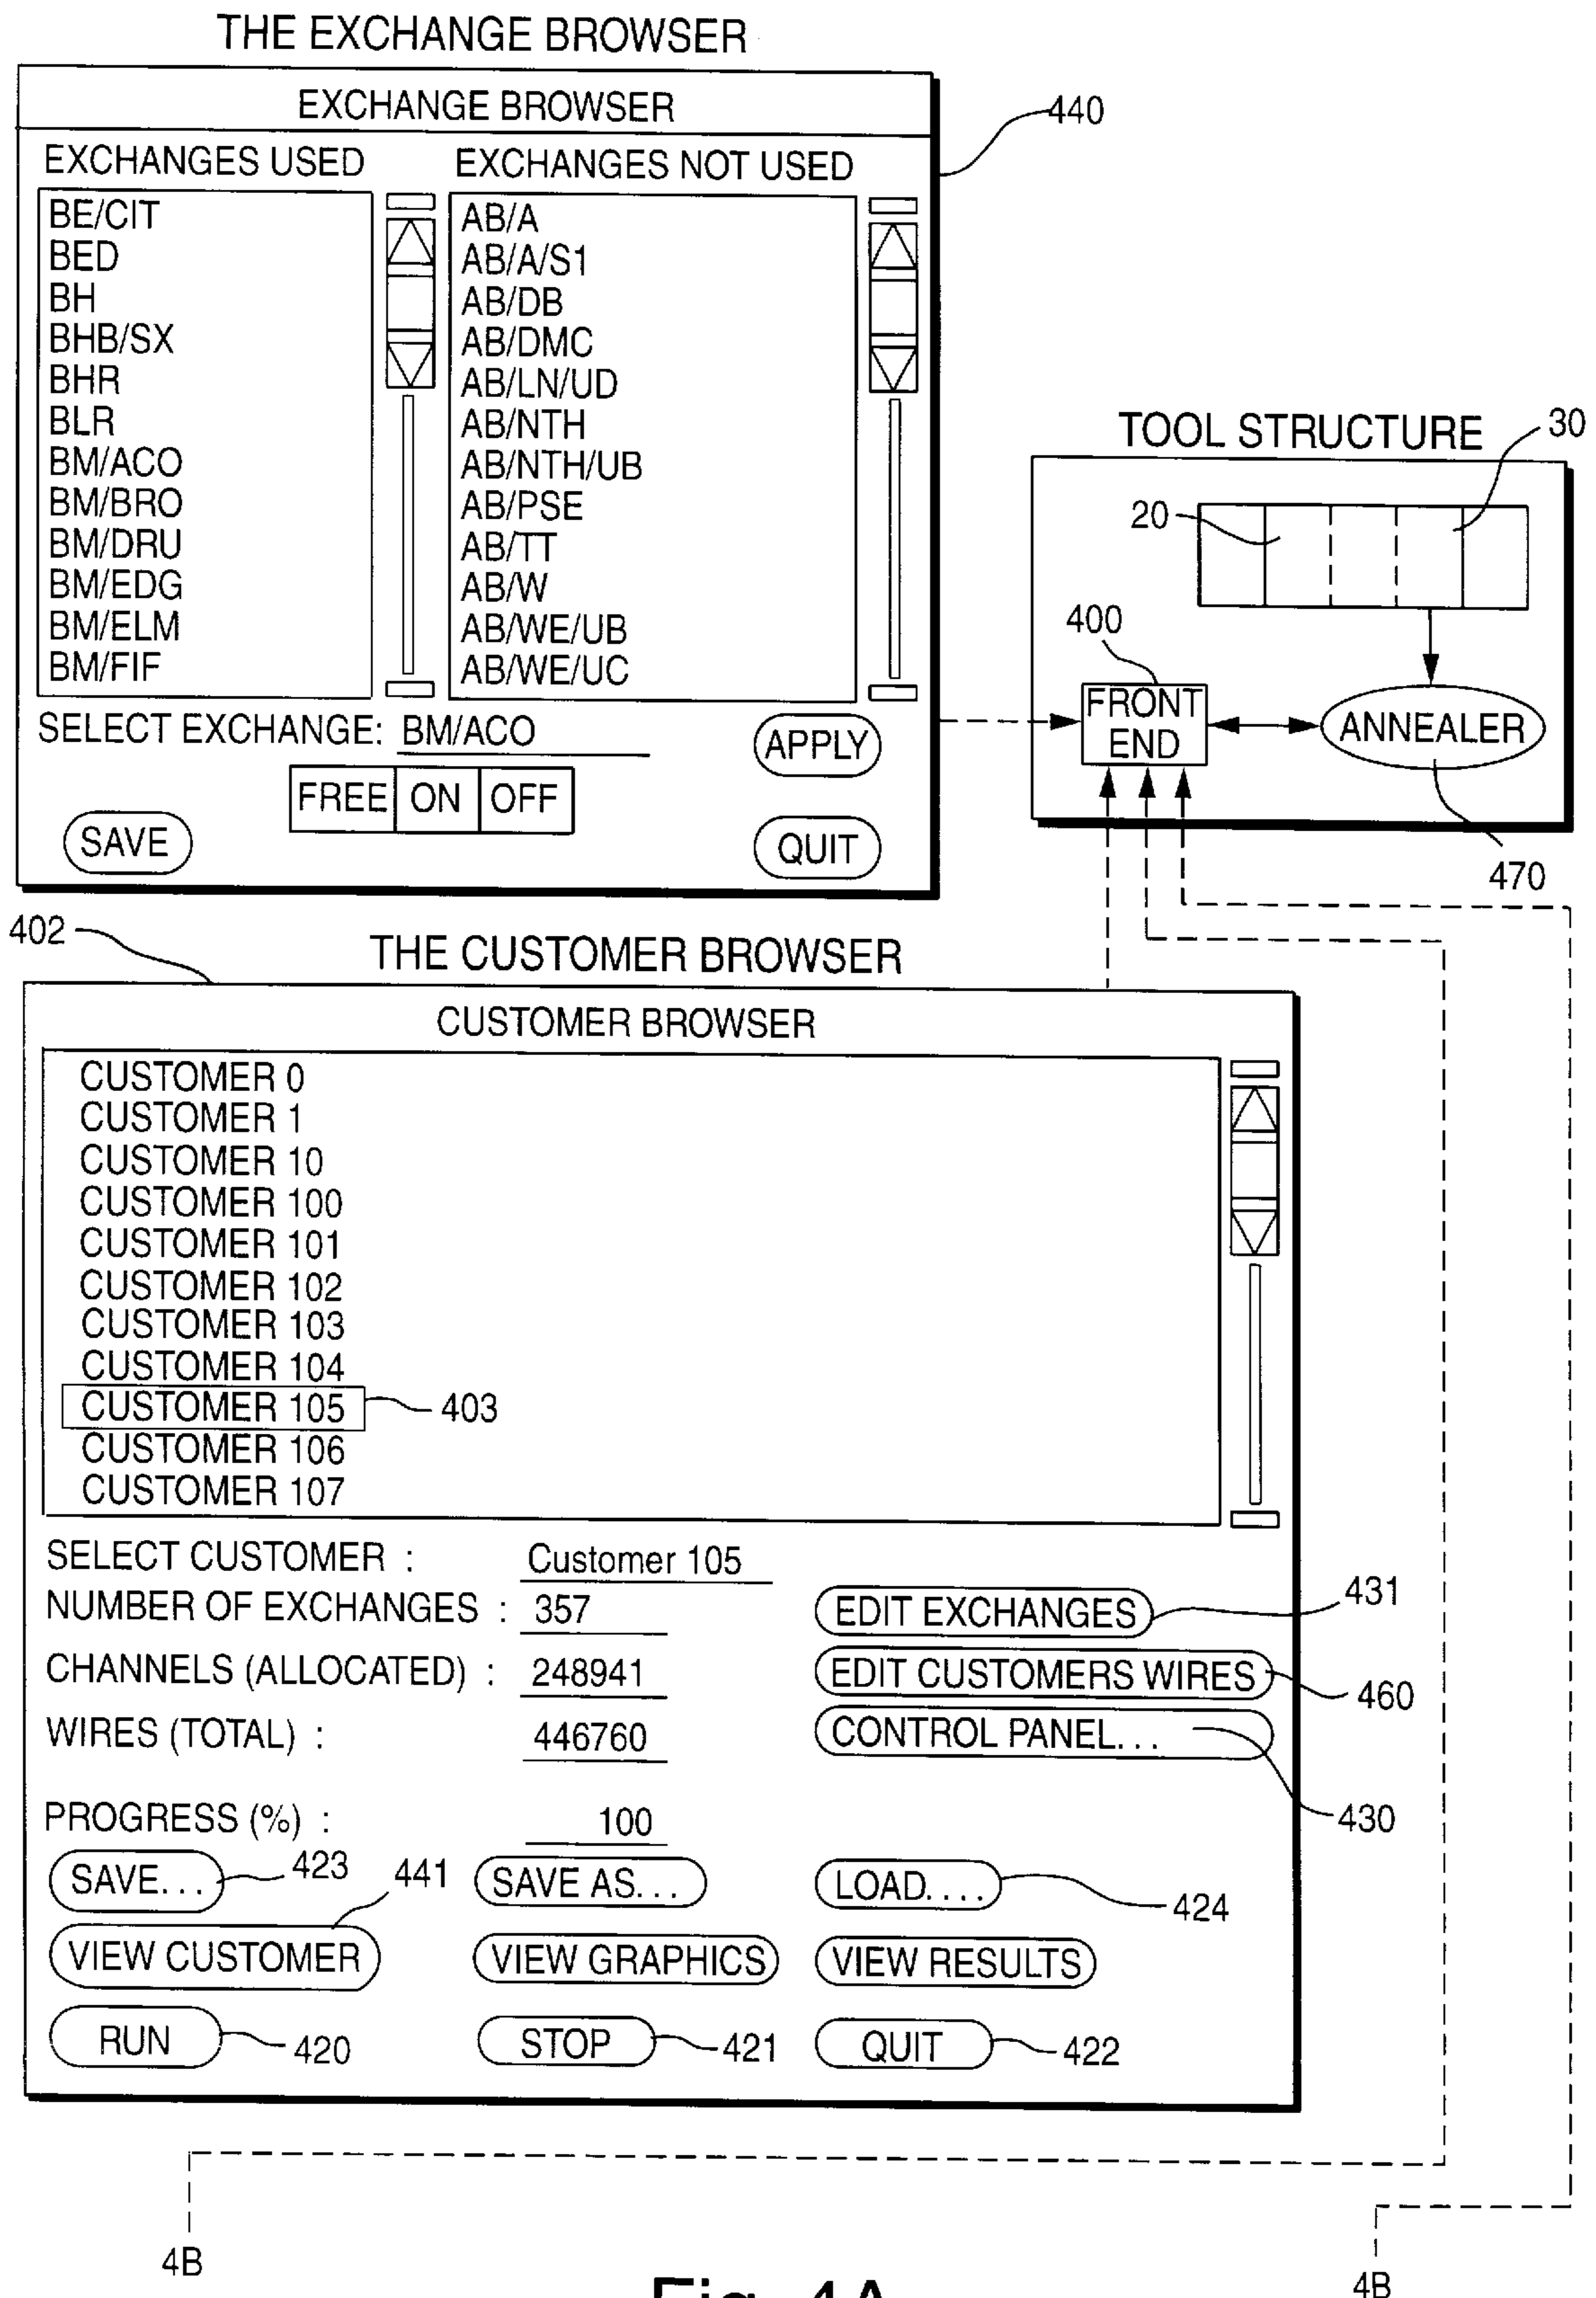 THE EXCHANGE BROWSER
EXCHANGE BROWSER
440
EXCHANGES USED
BE/CIT
BED
BH
BHB/SX
BHR
BLR
BM/ACO
BM/BRO
BM/DRU
BM/EDG
BM/ELM
BM/FIF
EXCHANGES NOT USED
AB/A
AB/A/S1
AB/DB
AB/DMC
AB/LN/UD
AB/NTH
AB/NTH/UB
AB/PSE
AB/TT
AB/W
AB/WE/UB
AB/WE/UC
SELECT EXCHANGE: BM/ACO
APPLY
FREE ON OFF
SAVE
QUIT
TOOL STRUCTURE
30
20
400
FRONT
END
ANNEALER
470
402
THE CUSTOMER BROWSER
CUSTOMER BROWSER
CUSTOMER 0
CUSTOMER 1
CUSTOMER 10
CUSTOMER 100
CUSTOMER 101
CUSTOMER 102
CUSTOMER 103
CUSTOMER 104
CUSTOMER 105
403
CUSTOMER 106
CUSTOMER 107
SELECT CUSTOMER : Customer 105
NUMBER OF EXCHANGES : 357
EDIT EXCHANGES
431
CHANNELS (ALLOCATED) : 248941
EDIT CUSTOMERS WIRES
460
WIRES (TOTAL) : 446760
CONTROL PANEL...
430
PROGRESS (%) : 100
SAVE...
423
441
SAVE AS...
LOAD....
424
VIEW CUSTOMER
VIEW GRAPHICS
VIEW RESULTS
RUN
420
STOP
421
QUIT
422
4B
4B
Fig. 4A